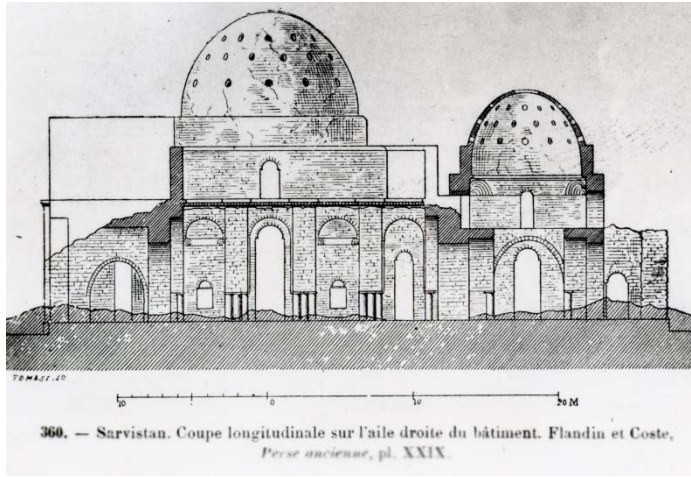 TOMASZ.SC
10 0 10 20 M
360. — Sarvistan. Coupe longitudinale sur l'aile droite du bâtiment. Flandin et Coste,
Perse ancienne, pl. XXIX.